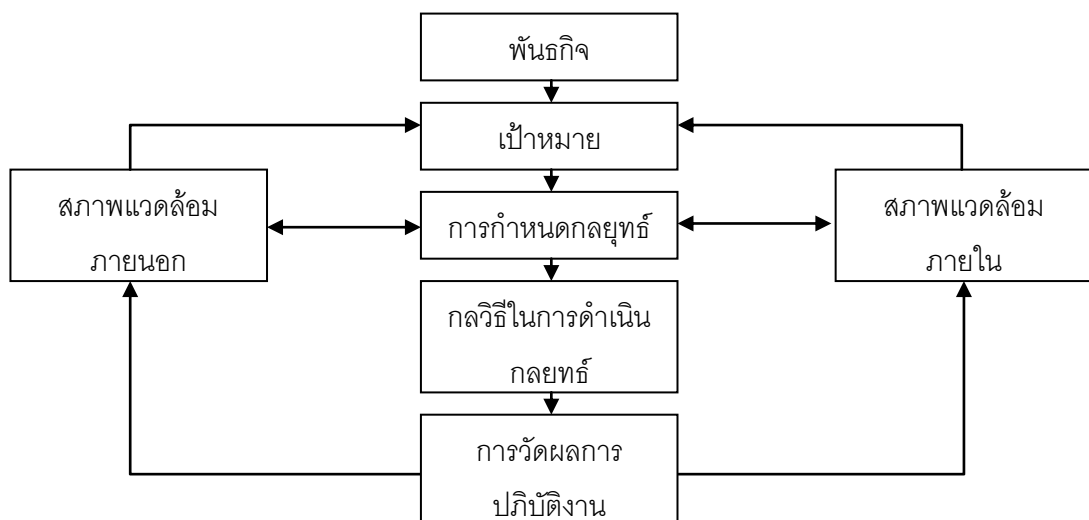 พันธกิจ
เป้าหมาย
สภาพแวดล้อม
ภายนอก
การกำหนดกลยุทธ์
สภาพแวดล้อม
ภายใน
กลวิธีในการดำเนิน
กลยทธ์
การวัดผลการ
ปภิบัติงาน